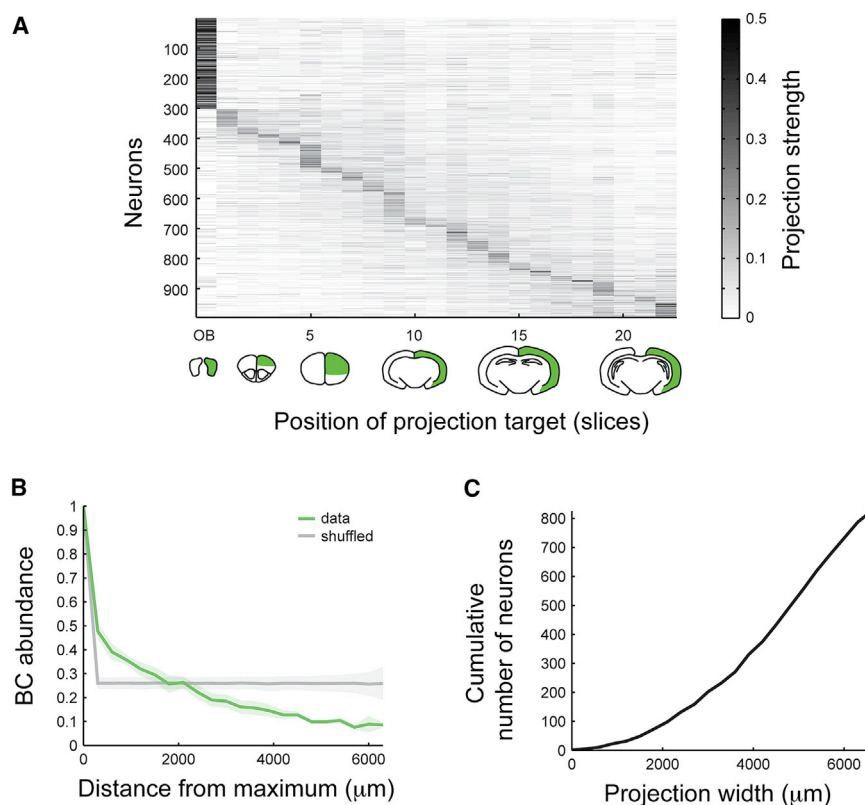 A
Neurons
100
200
300
400
500
600
700
800
900
OB 5 10 15 20
Position of projection target (slices)
0.5
0.4
0.3
0.2
0.1
0
Projection strength
B
BC abundance
1
0.9
0.8
0.7
0.6
0.5
0.4
0.3
0.2
0.1
0
data
shuffled
0 2000 4000 6000
Distance from maximum (μm)
C
Cumulative
number of neurons
800
700
600
500
400
300
200
100
0
0 2000 4000 6000
Projection width (μm)